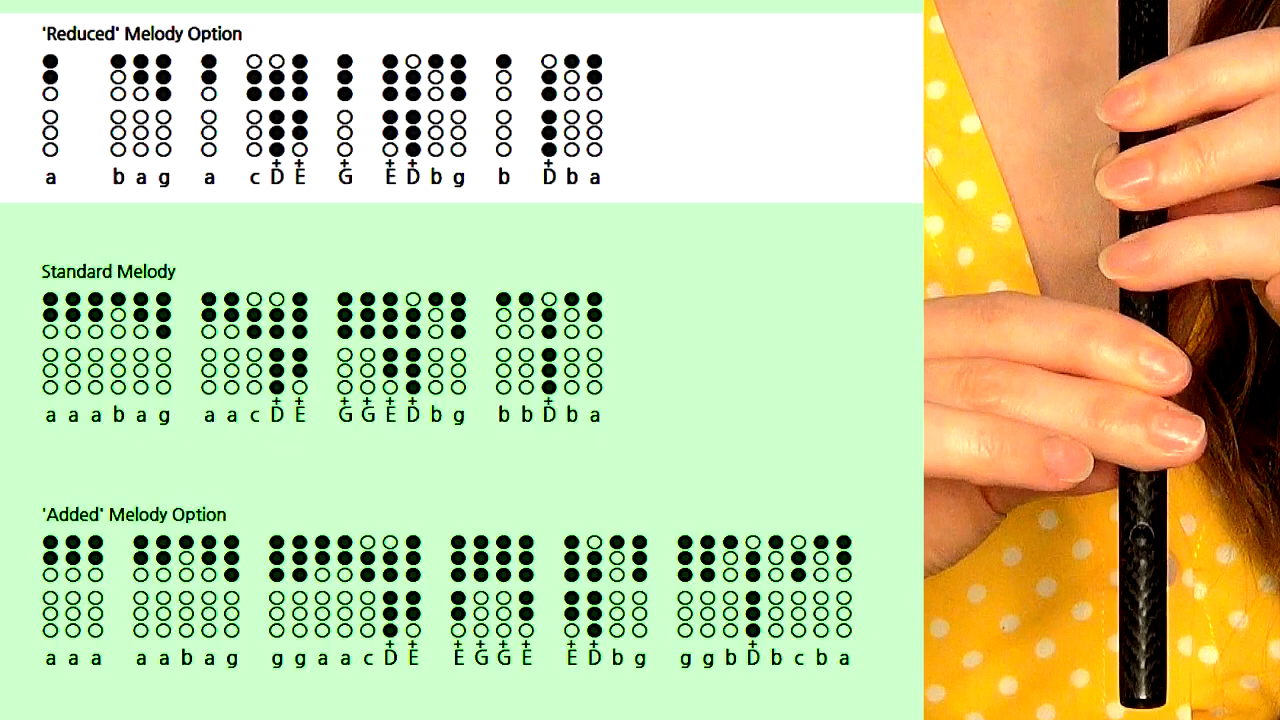 'Reduced' Melody Option
+ + + + + +
a b a g a c D E G E D b g b D b a
Standard Melody
+ + + + + + +
a a a b a g a a c D E G G E D b g b b D b a
'Added' Melody Option
+ + + + + + + + +
a a a a a b a g g g a a c D E E G G E E D b g g g b D b c b a